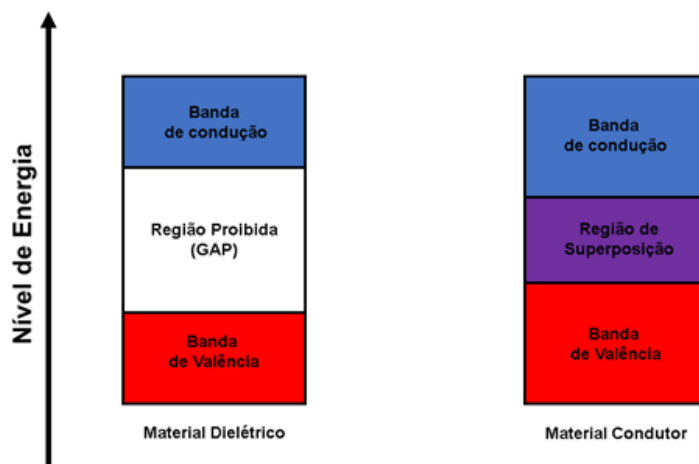 Nível de Energia
Banda
de condução
Região Proibida
(GAP)
Banda
de Valência
Material Dielétrico
Banda
de condução
Região de
Superposição
Banda
de Valência
Material Condutor